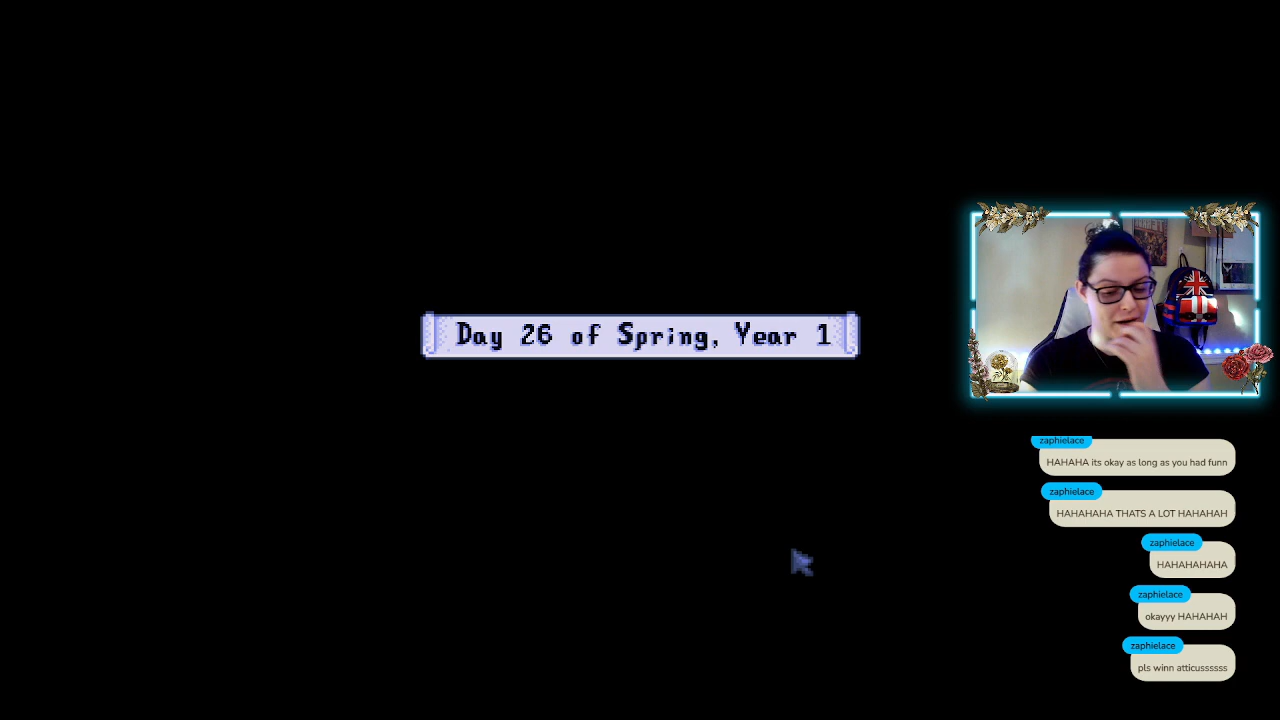 Day 26 of Spring, Year 1
zaphielace
HAHAHA its okay as long as you had funn
zaphielace
HAHAHAHA THATS A LOT HAHAHAH
zaphielace
HAHAHAHAHA
zaphielace
okayyy HAHAHAH
zaphielace
pls winn atticussssss